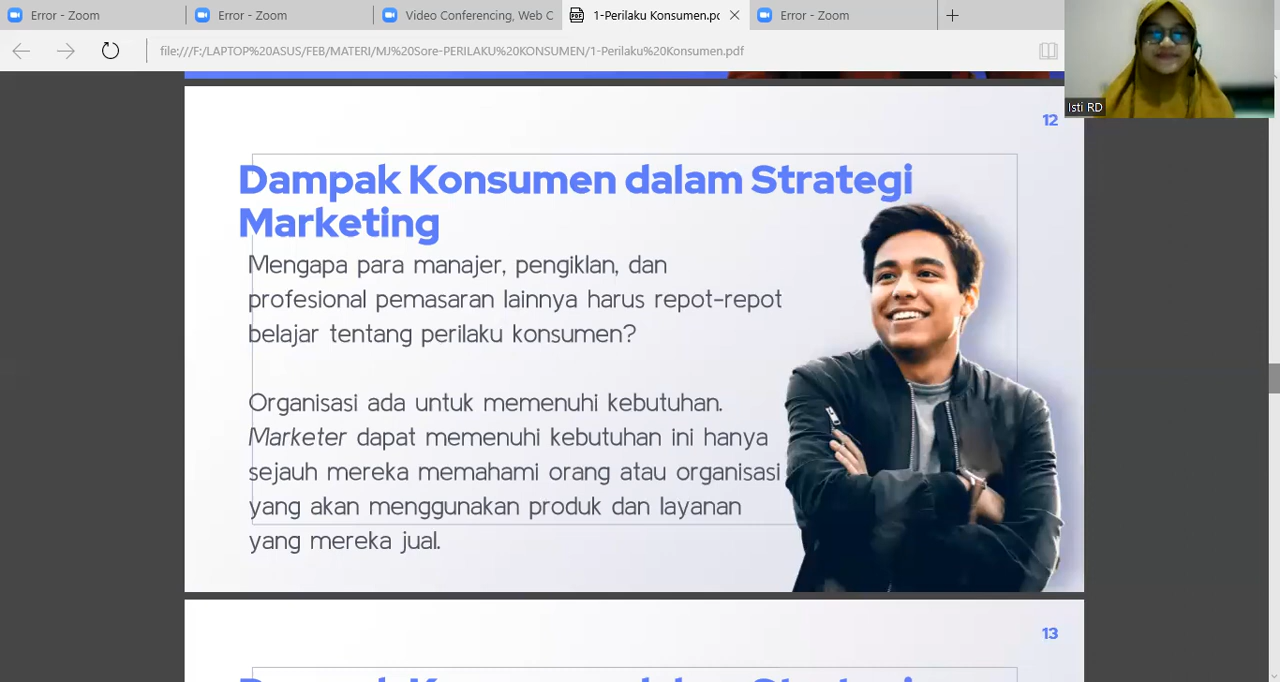 Error - Zoom
Error - Zoom
Video Conferencing, Web C
1-Perilaku Konsumen.pc
Error - Zoom
file:///F:/LAPTOP%20ASUS/FEB/MATERI/MJ%20Sore-PERILAKU%20KONSUMEN/1-Perilaku%20Konsumen.pdf
Isti RD
12
Dampak Konsumen dalam Strategi
Marketing
Mengapa para manajer, pengiklan, dan
profesional pemasaran lainnya harus repot-repot
belajar tentang perilaku konsumen?
Organisasi ada untuk memenuhi kebutuhan.
Marketer dapat memenuhi kebutuhan ini hanya
sejauh mereka memahami orang atau organisasi
yang akan menggunakan produk dan layanan
yang mereka jual.
13